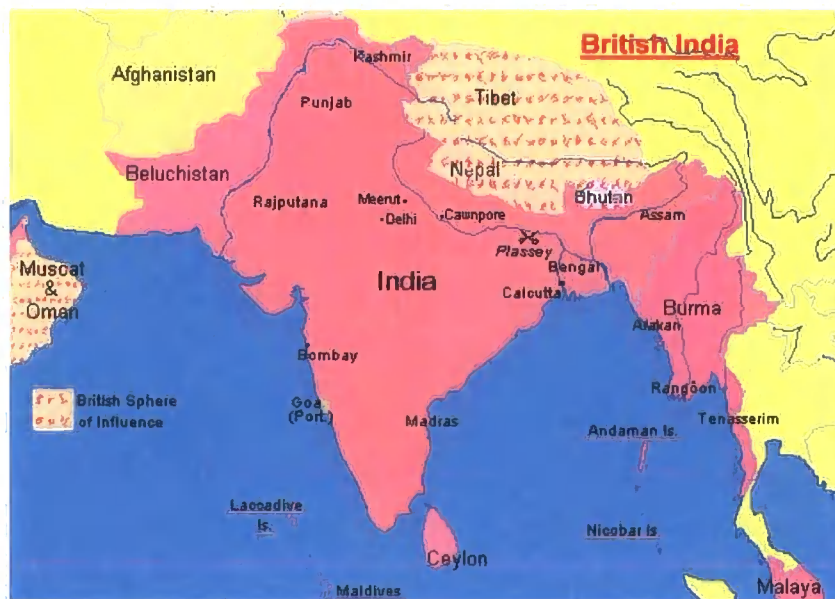 British India
Kashmir
Afghanistan
Punjab
Tibet
Beluchistan
Nepal
Bhutan
Rajputana
Meerut
Delhi
Cawnpore
Assam
Plassey
Muscat
&
Oman
India
Bengal
Calcutta
Burma
Arakan
Bombay
Rangoon
British Sphere
of Influence
Goa
(Port.)
Madras
Andaman Is.
Tenasserim
Laccadive
Is.
Nicobar Is
Ceylon
Maldives
Malaya